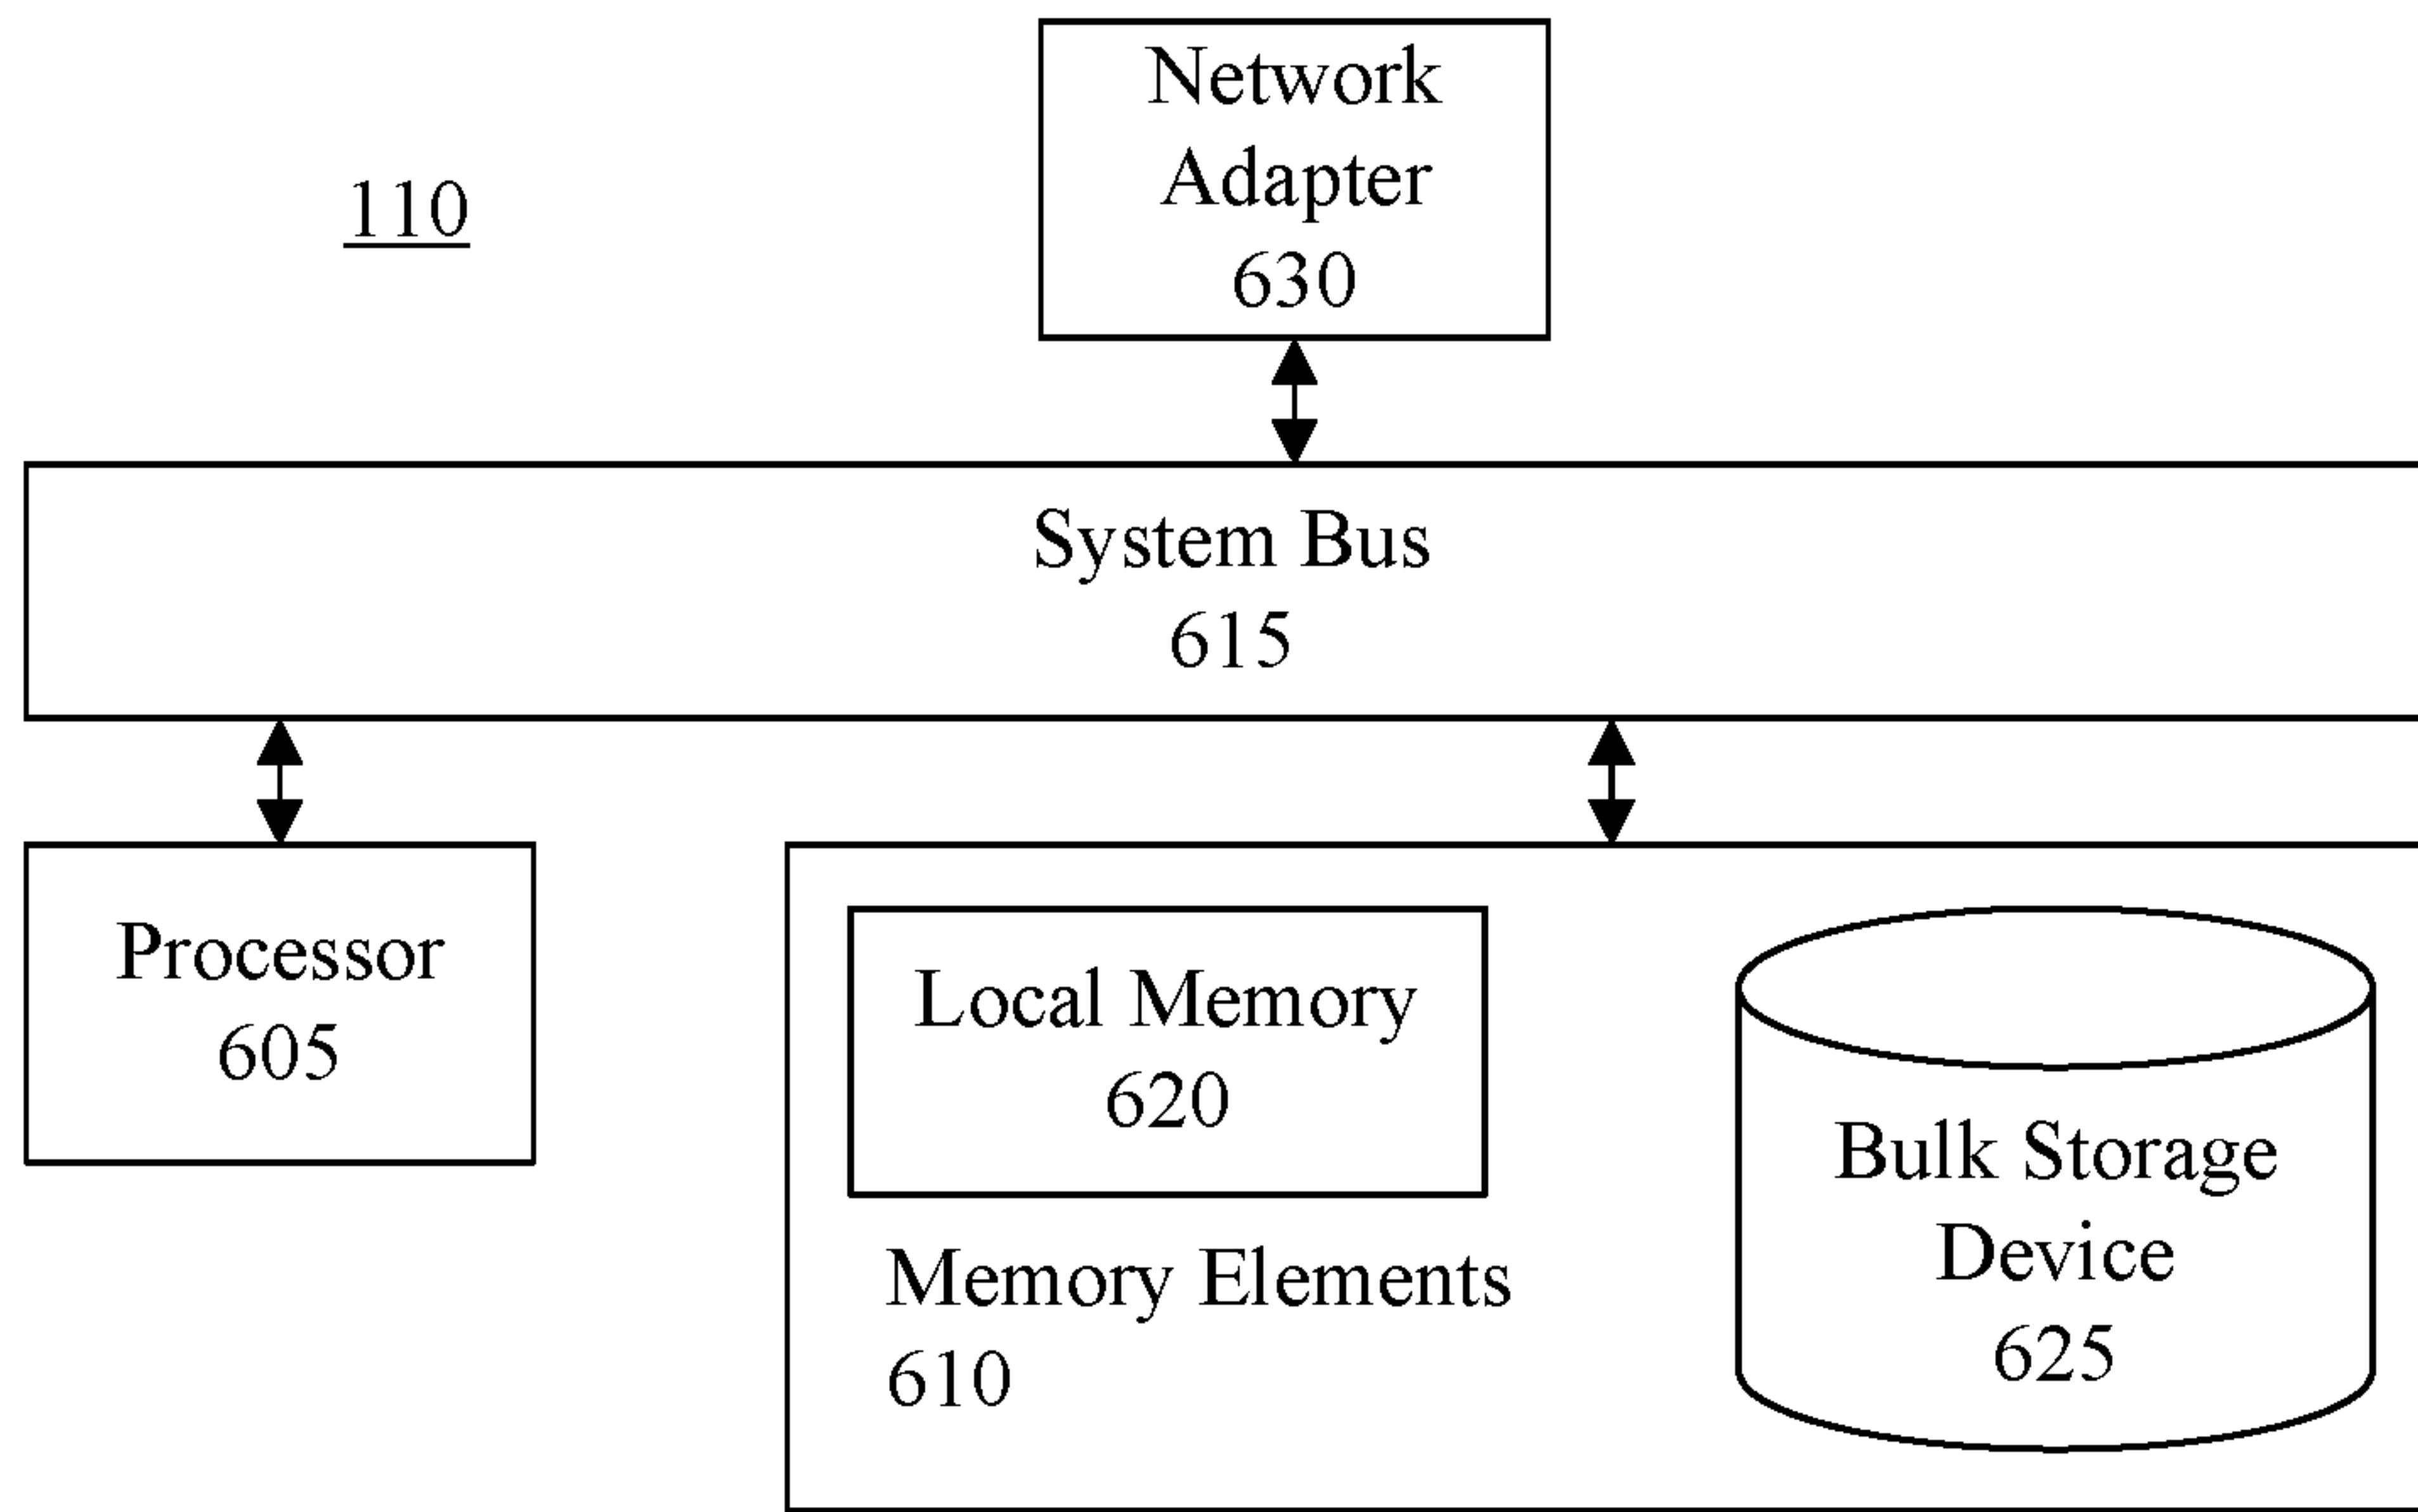 110
Network
Adapter
630
System Bus
615
Processor
605
Local Memory
620
Memory Elements
610
Bulk Storage
Device
625